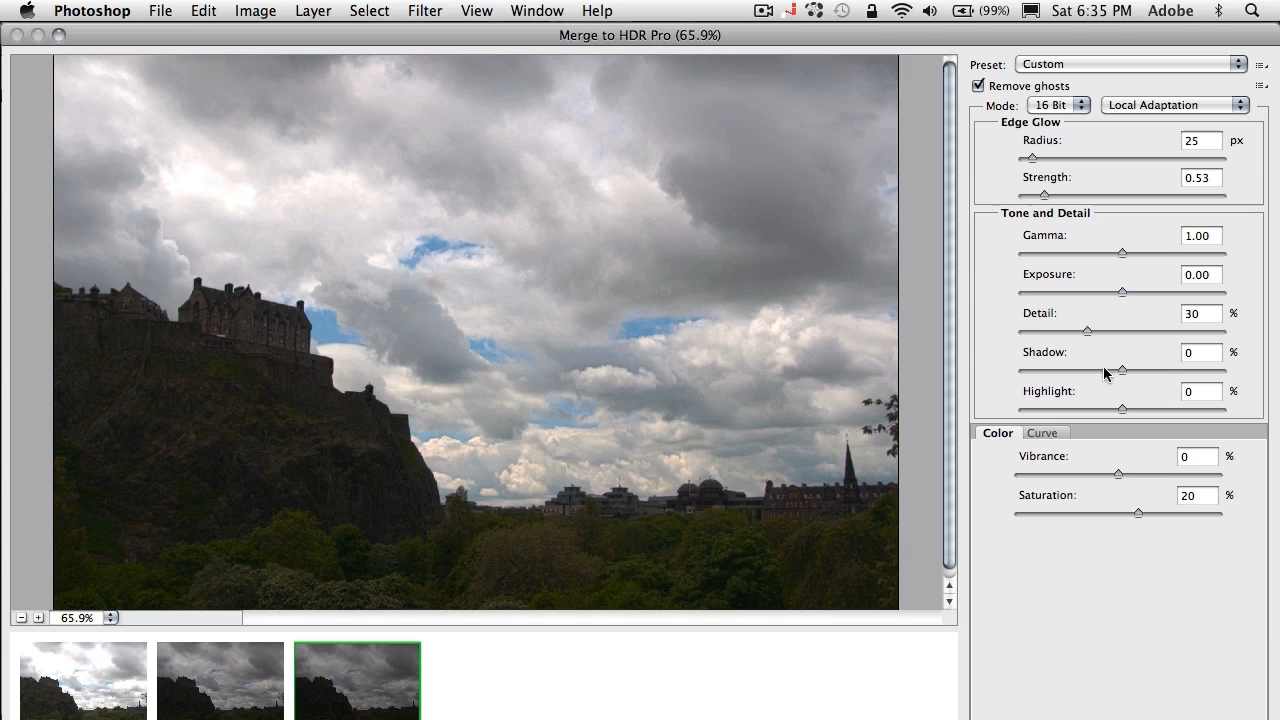 Photoshop File Edit Image Layer Select Filter View Window Help (99%) Sat 6:35 PM Adobe
Merge to HDR Pro (65.9%)
Preset: Custom
Remove ghosts
Mode: 16 Bit Local Adaptation
Edge Glow
Radius: 25 px
Strength: 0.53
Tone and Detail
Gamma: 1.00
Exposure: 0.00
Detail: 30 %
Shadow: 0 %
Highlight: 0 %
Color Curve
Vibrance: 0 %
Saturation: 20 %
65.9%